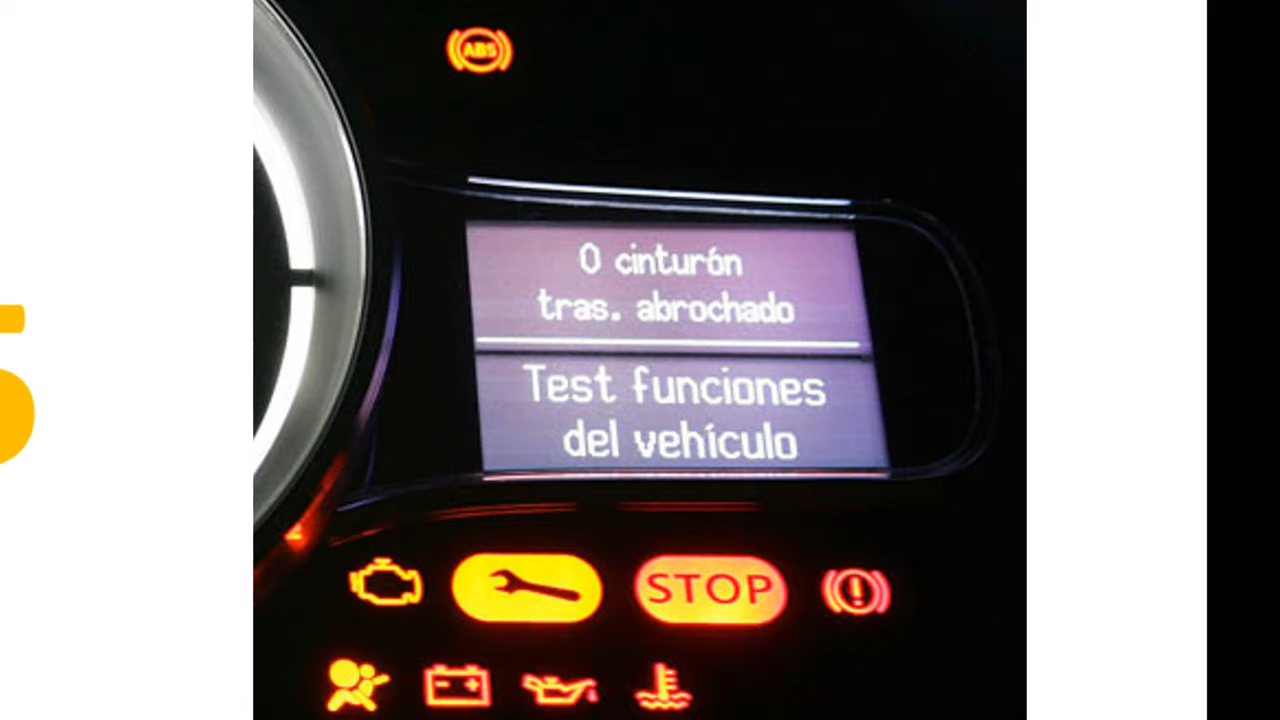 ABS
0 cinturón
tras. abrochado
Test funciones
del vehículo
STOP